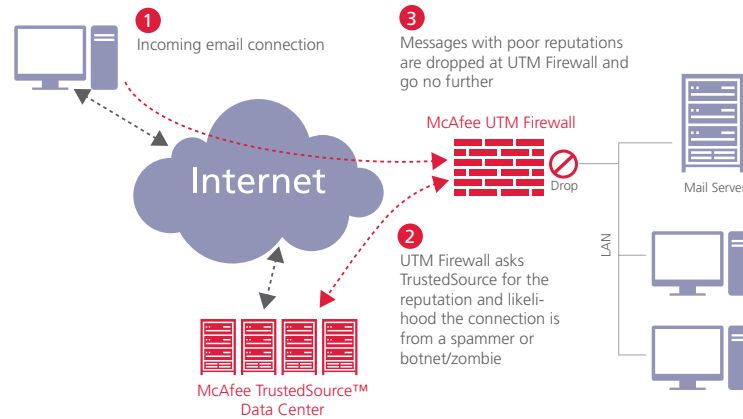 1
Incoming email connection
3
Messages with poor reputations
are dropped at UTM Firewall and
go no further
McAfee UTM Firewall
Internet
Drop
Mail Server
LAN
2
UTM Firewall asks
TrustedSource for the
reputation and likeli-
hood the connection is
from a spammer or
botnet/zombie
McAfee TrustedSource™
Data Center